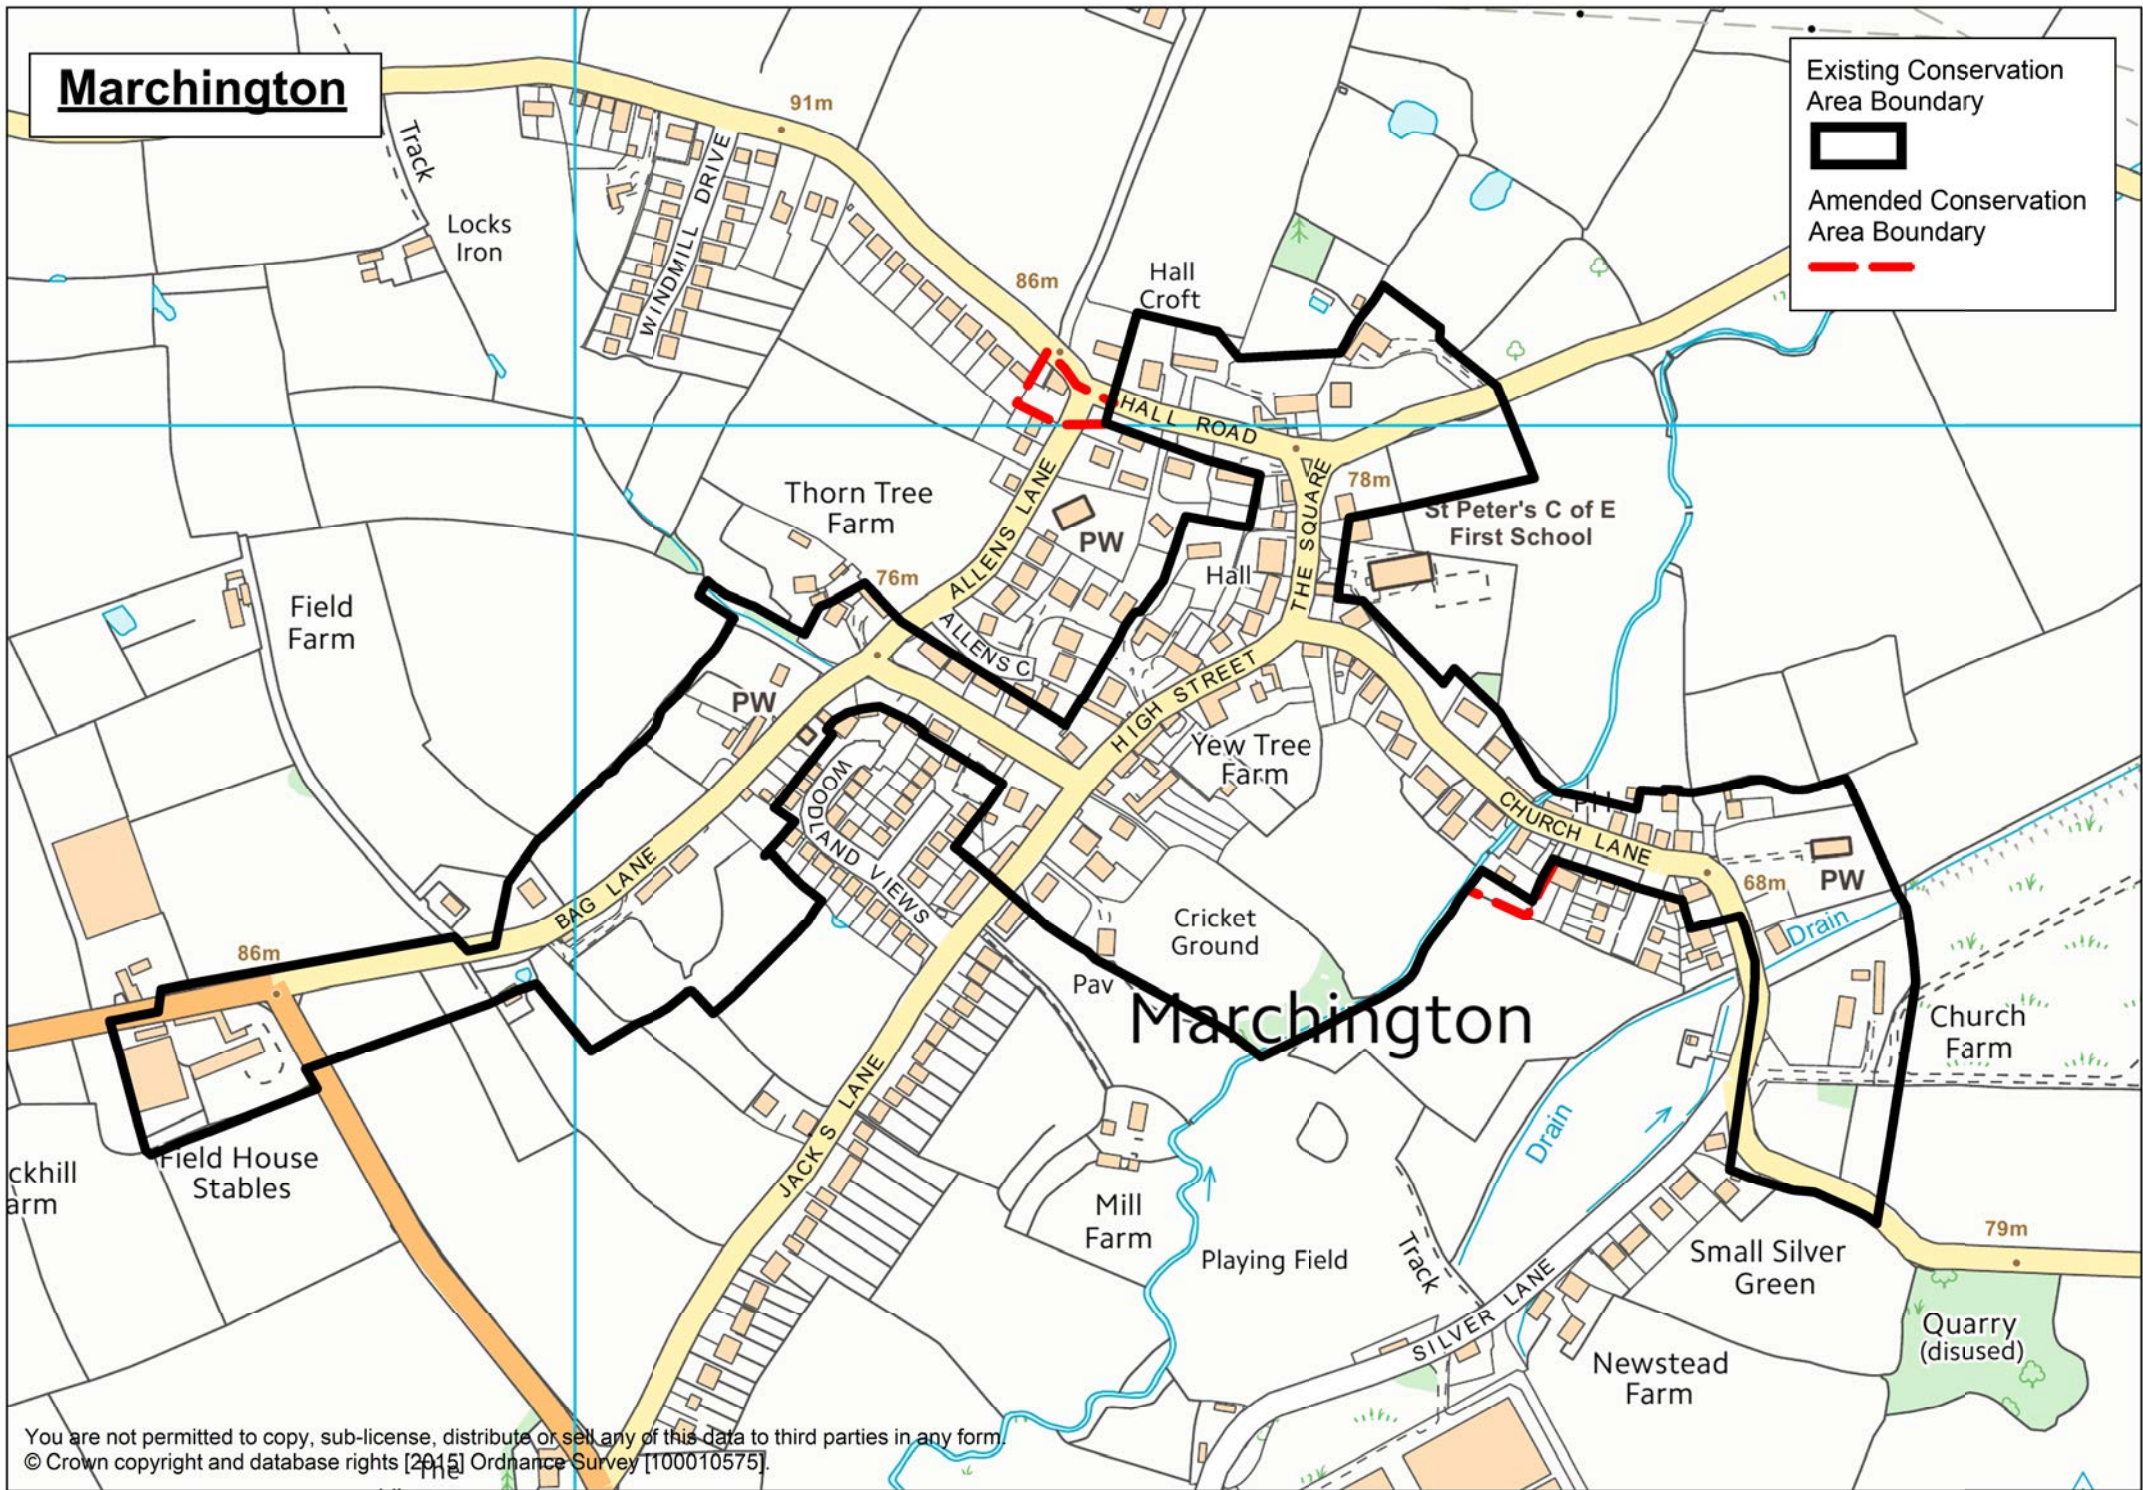 Marchington
Existing Conservation
Area Boundary
Amended Conservation
Area Boundary
91m
Track
WINDMILL DRIVE
Locks
Iron
86m
Hall
Croft
HALL ROAD
Thorn Tree
Farm
ALLENS LANE
PW
THE SQUARE
78m
St Peter's C of E
First School
76m
Hall
Field
Farm
ALLENS C
PW
HIGH STREET
Yew Tree
Farm
WOODLAND VIEWS
CHURCH LANE
PH
68m
PW
BAG LANE
Cricket
Ground
Drain
86m
Pav
Marchington
Church
Farm
JACK S LANE
Drain
Field House
Stables
ckhill
arm
Mill
Farm
Playing Field
Track
SILVER LANE
Small Silver
Green
79m
Quarry
(disused)
Newstead
Farm
You are not permitted to copy, sub-license, distribute or sell any of this data to third parties in any form.
© Crown copyright and database rights [2015] Ordnance Survey [100010575].
The